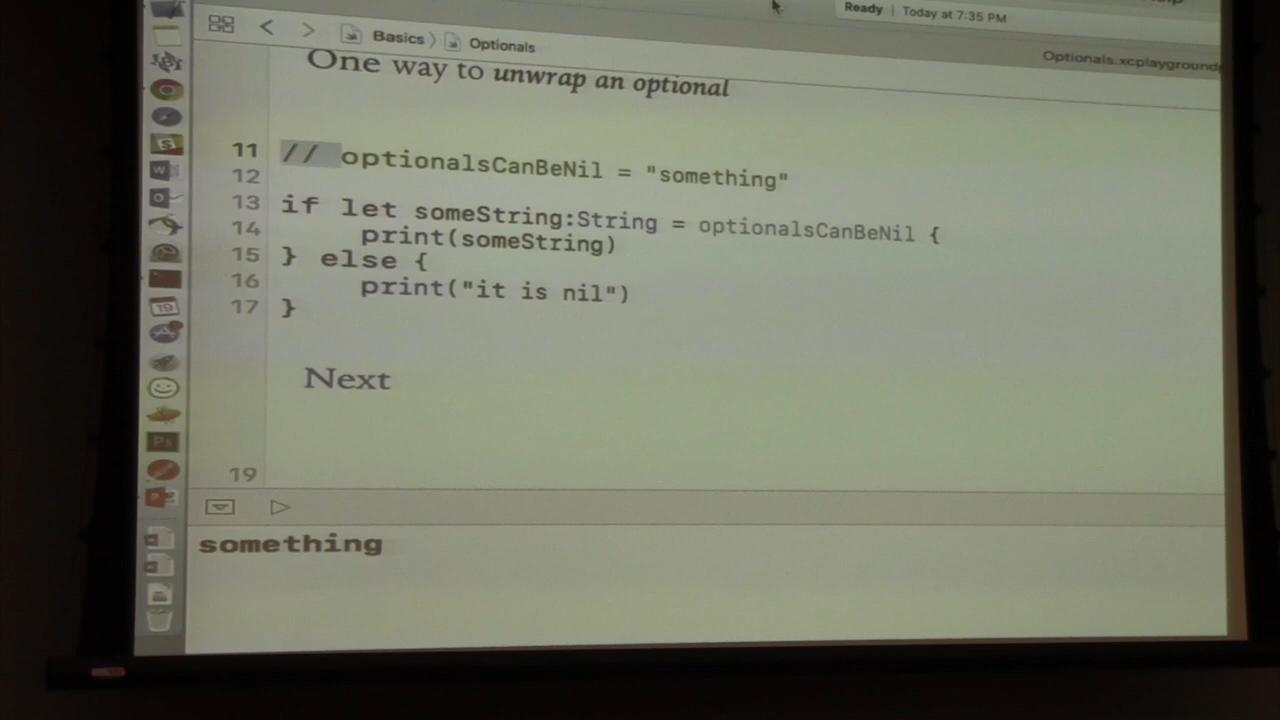 Ready | Today at 7:35 PM
Basics 〉 Optionals
Optionals.xcplayground
One way to unwrap an optional
11 // optionalsCanBeNil = "something"
12
13 if let someString:String = optionalsCanBeNil {
14 print(someString)
15 } else {
16 print("it is nil")
17 }
Next
19
something